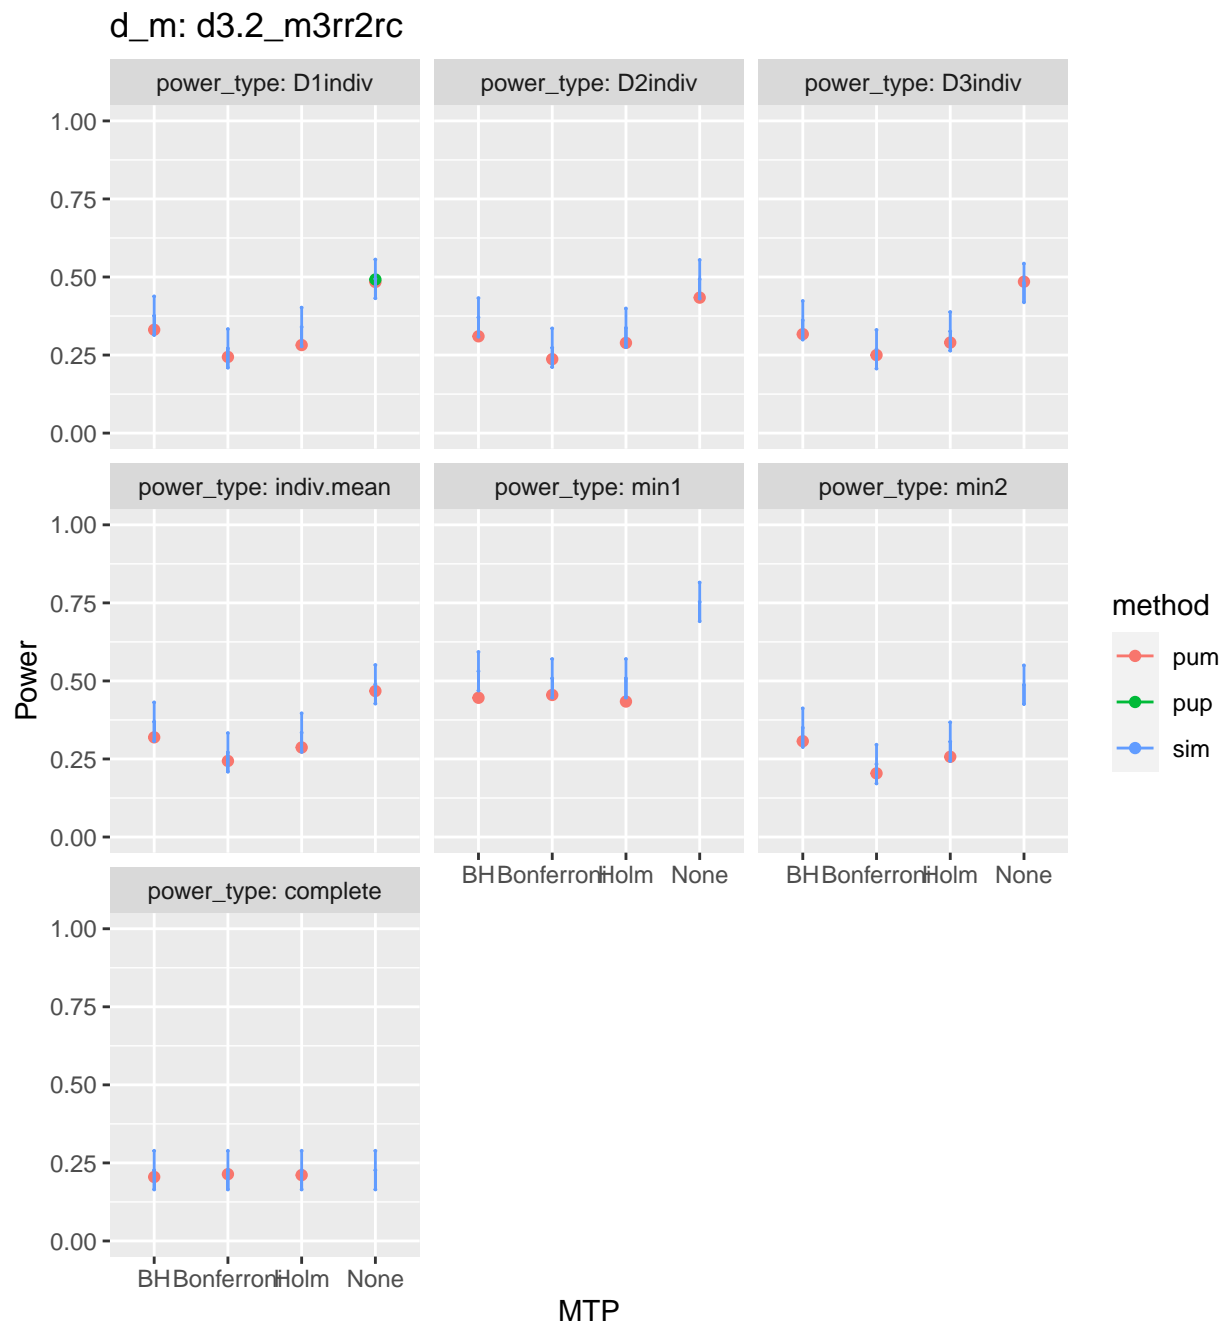 d_m: d3.2_m3rr2rc
power_type: D1indiv
power_type: D2indiv
power_type: D3indiv
1.00
0.75
0.50
0.25
0.00
power_type: indiv.mean
power_type: min1
power_type: min2
1.00
0.75
0.50
0.25
0.00
Power
method
pum
pup
sim
BH Bonferroni Holm None
BH Bonferroni Holm None
power_type: complete
1.00
0.75
0.50
0.25
0.00
BH Bonferroni Holm None
MTP